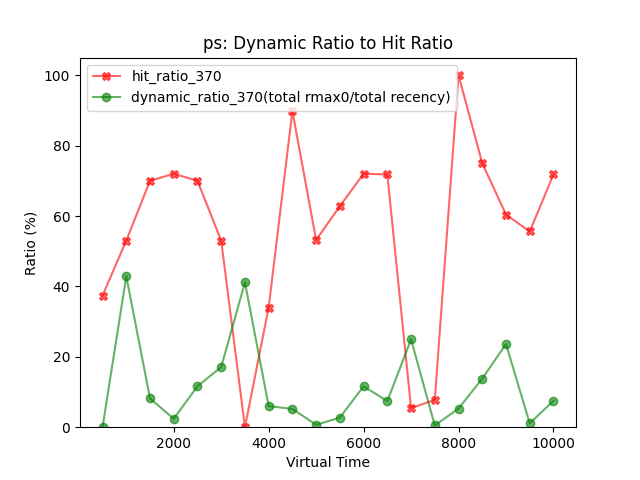 ps: Dynamic Ratio to Hit Ratio
hit_ratio_370
dynamic_ratio_370(total rmax0/total recency)
Ratio (%)
100
80
60
40
20
0
2000 4000 6000 8000 10000
Virtual Time